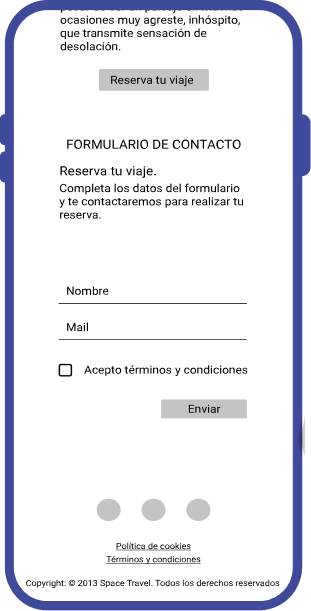 ocasiones muy agreste, inhóspito,
que transmite sensación de
desolación.
Reserva tu viaje
FORMULARIO DE CONTACTO
Reserva tu viaje.
Completa los datos del formulario
y te contactaremos para realizar tu
reserva.
Nombre
Mail
Acepto términos y condiciones
Enviar
Política de cookies
Términos y condiciones
Copyright: © 2013 Space Travel. Todos los derechos reservados